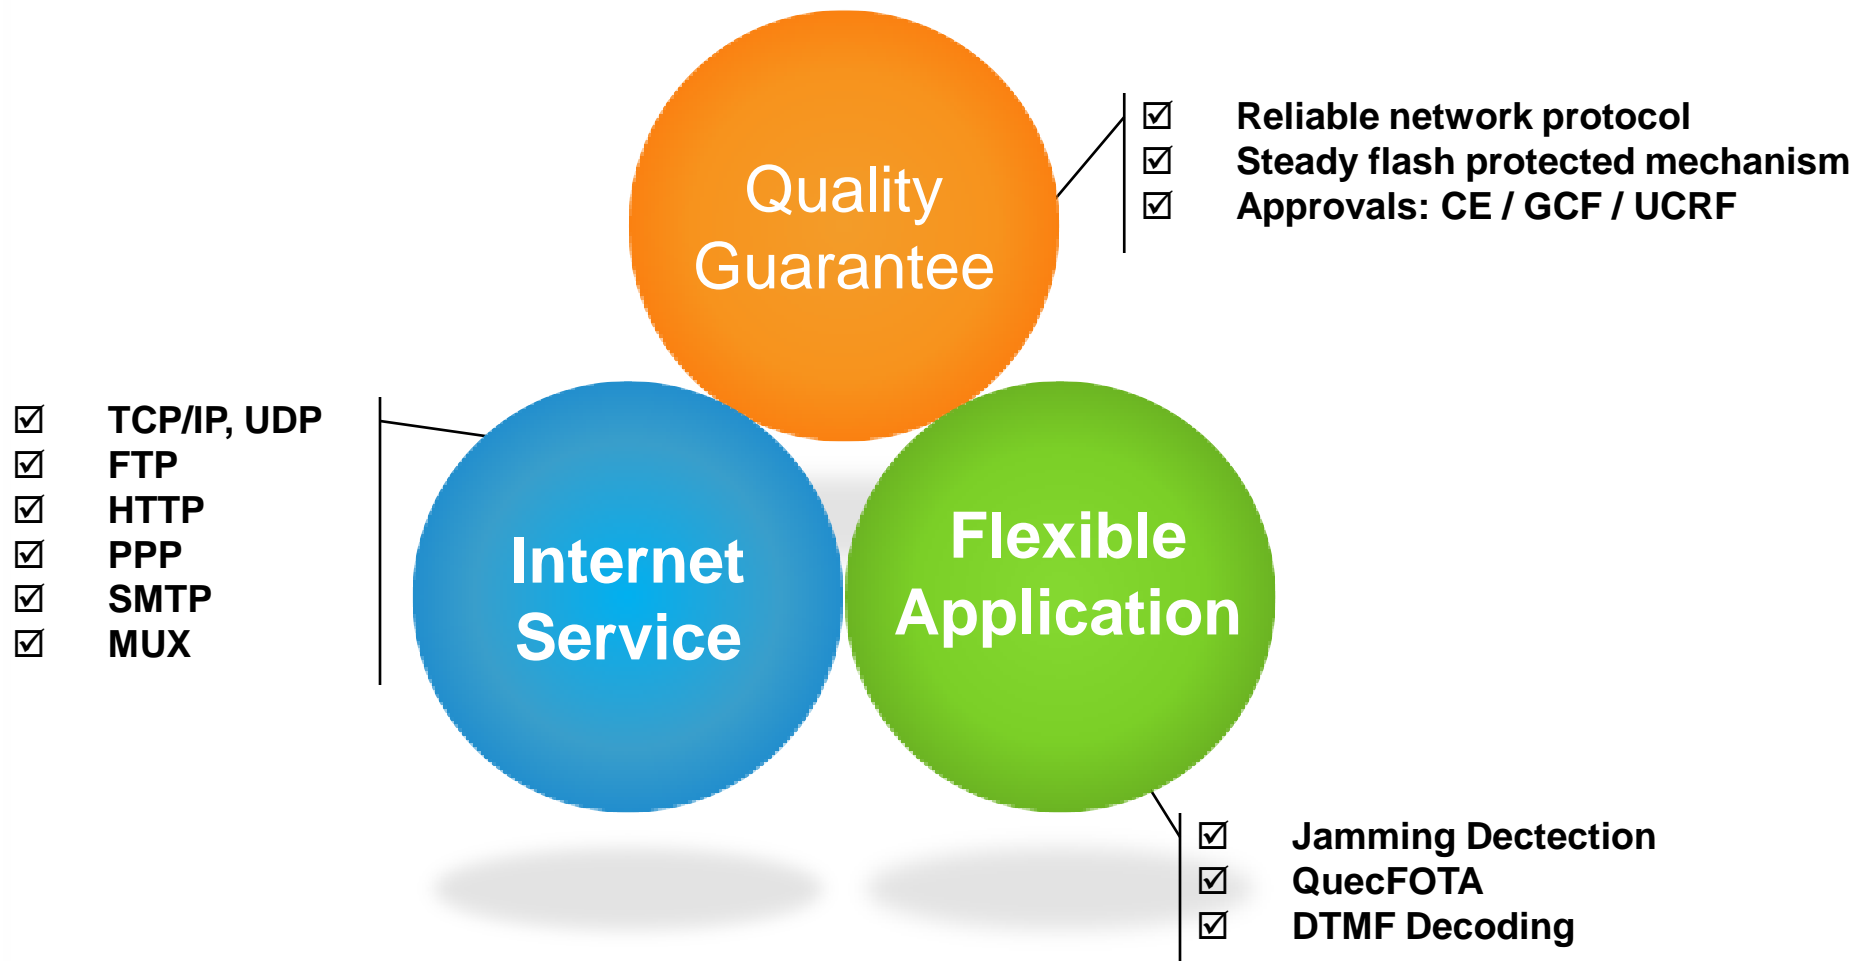 Quality
Guarantee
☑ Reliable network protocol
☑ Steady flash protected mechanism
☑ Approvals: CE / GCF / UCRF
☑ TCP/IP, UDP
☑ FTP
☑ HTTP
☑ PPP
☑ SMTP
☑ MUX
Internet
Service
Flexible
Application
☑ Jamming Dectection
☑ QuecFOTA
☑ DTMF Decoding